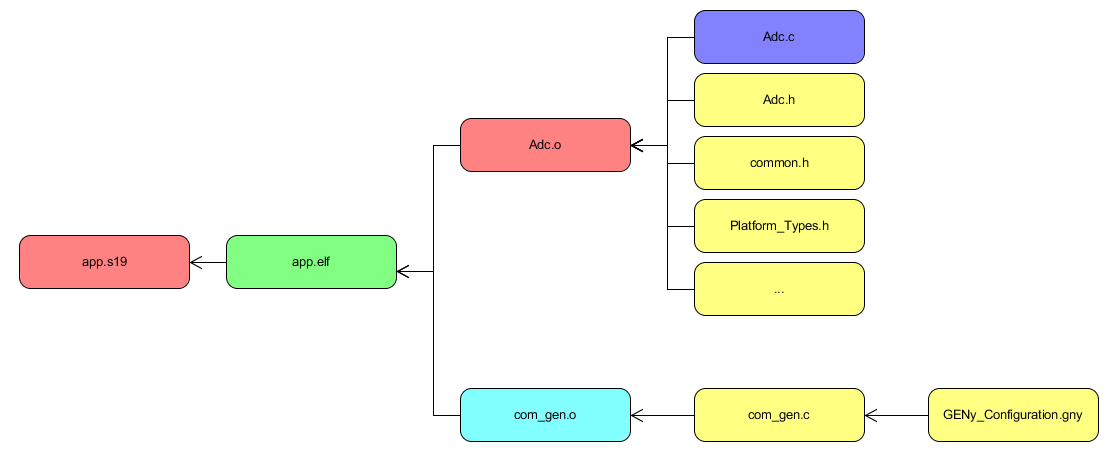 Adc.c
Adc.h
Adc.o
common.h
Platform_Types.h
app.s19
app.elf
...
com_gen.o
com_gen.c
GENy_Configuration.gny